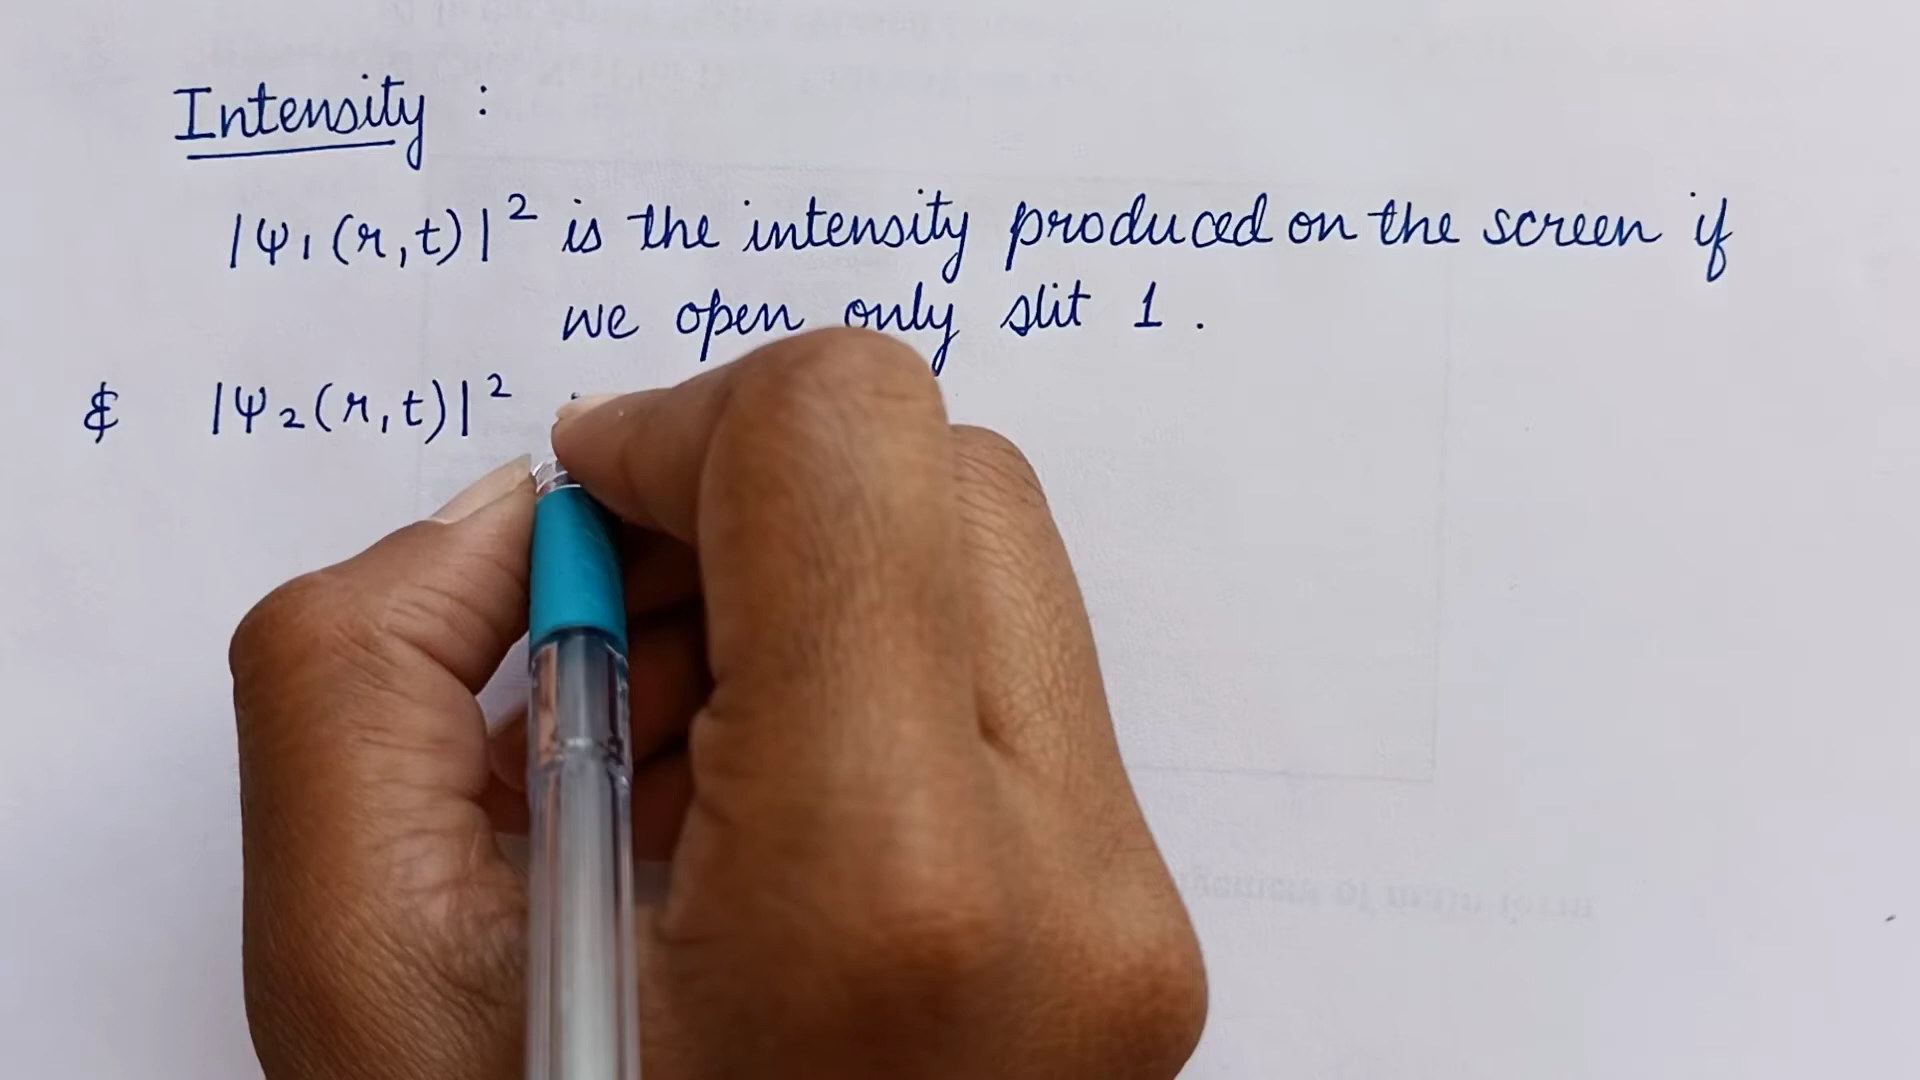 Intensity :
|ψ₁(r,t)|² is the intensity produced on the screen if
we open only slit 1.
& |ψ₂(r,t)|²